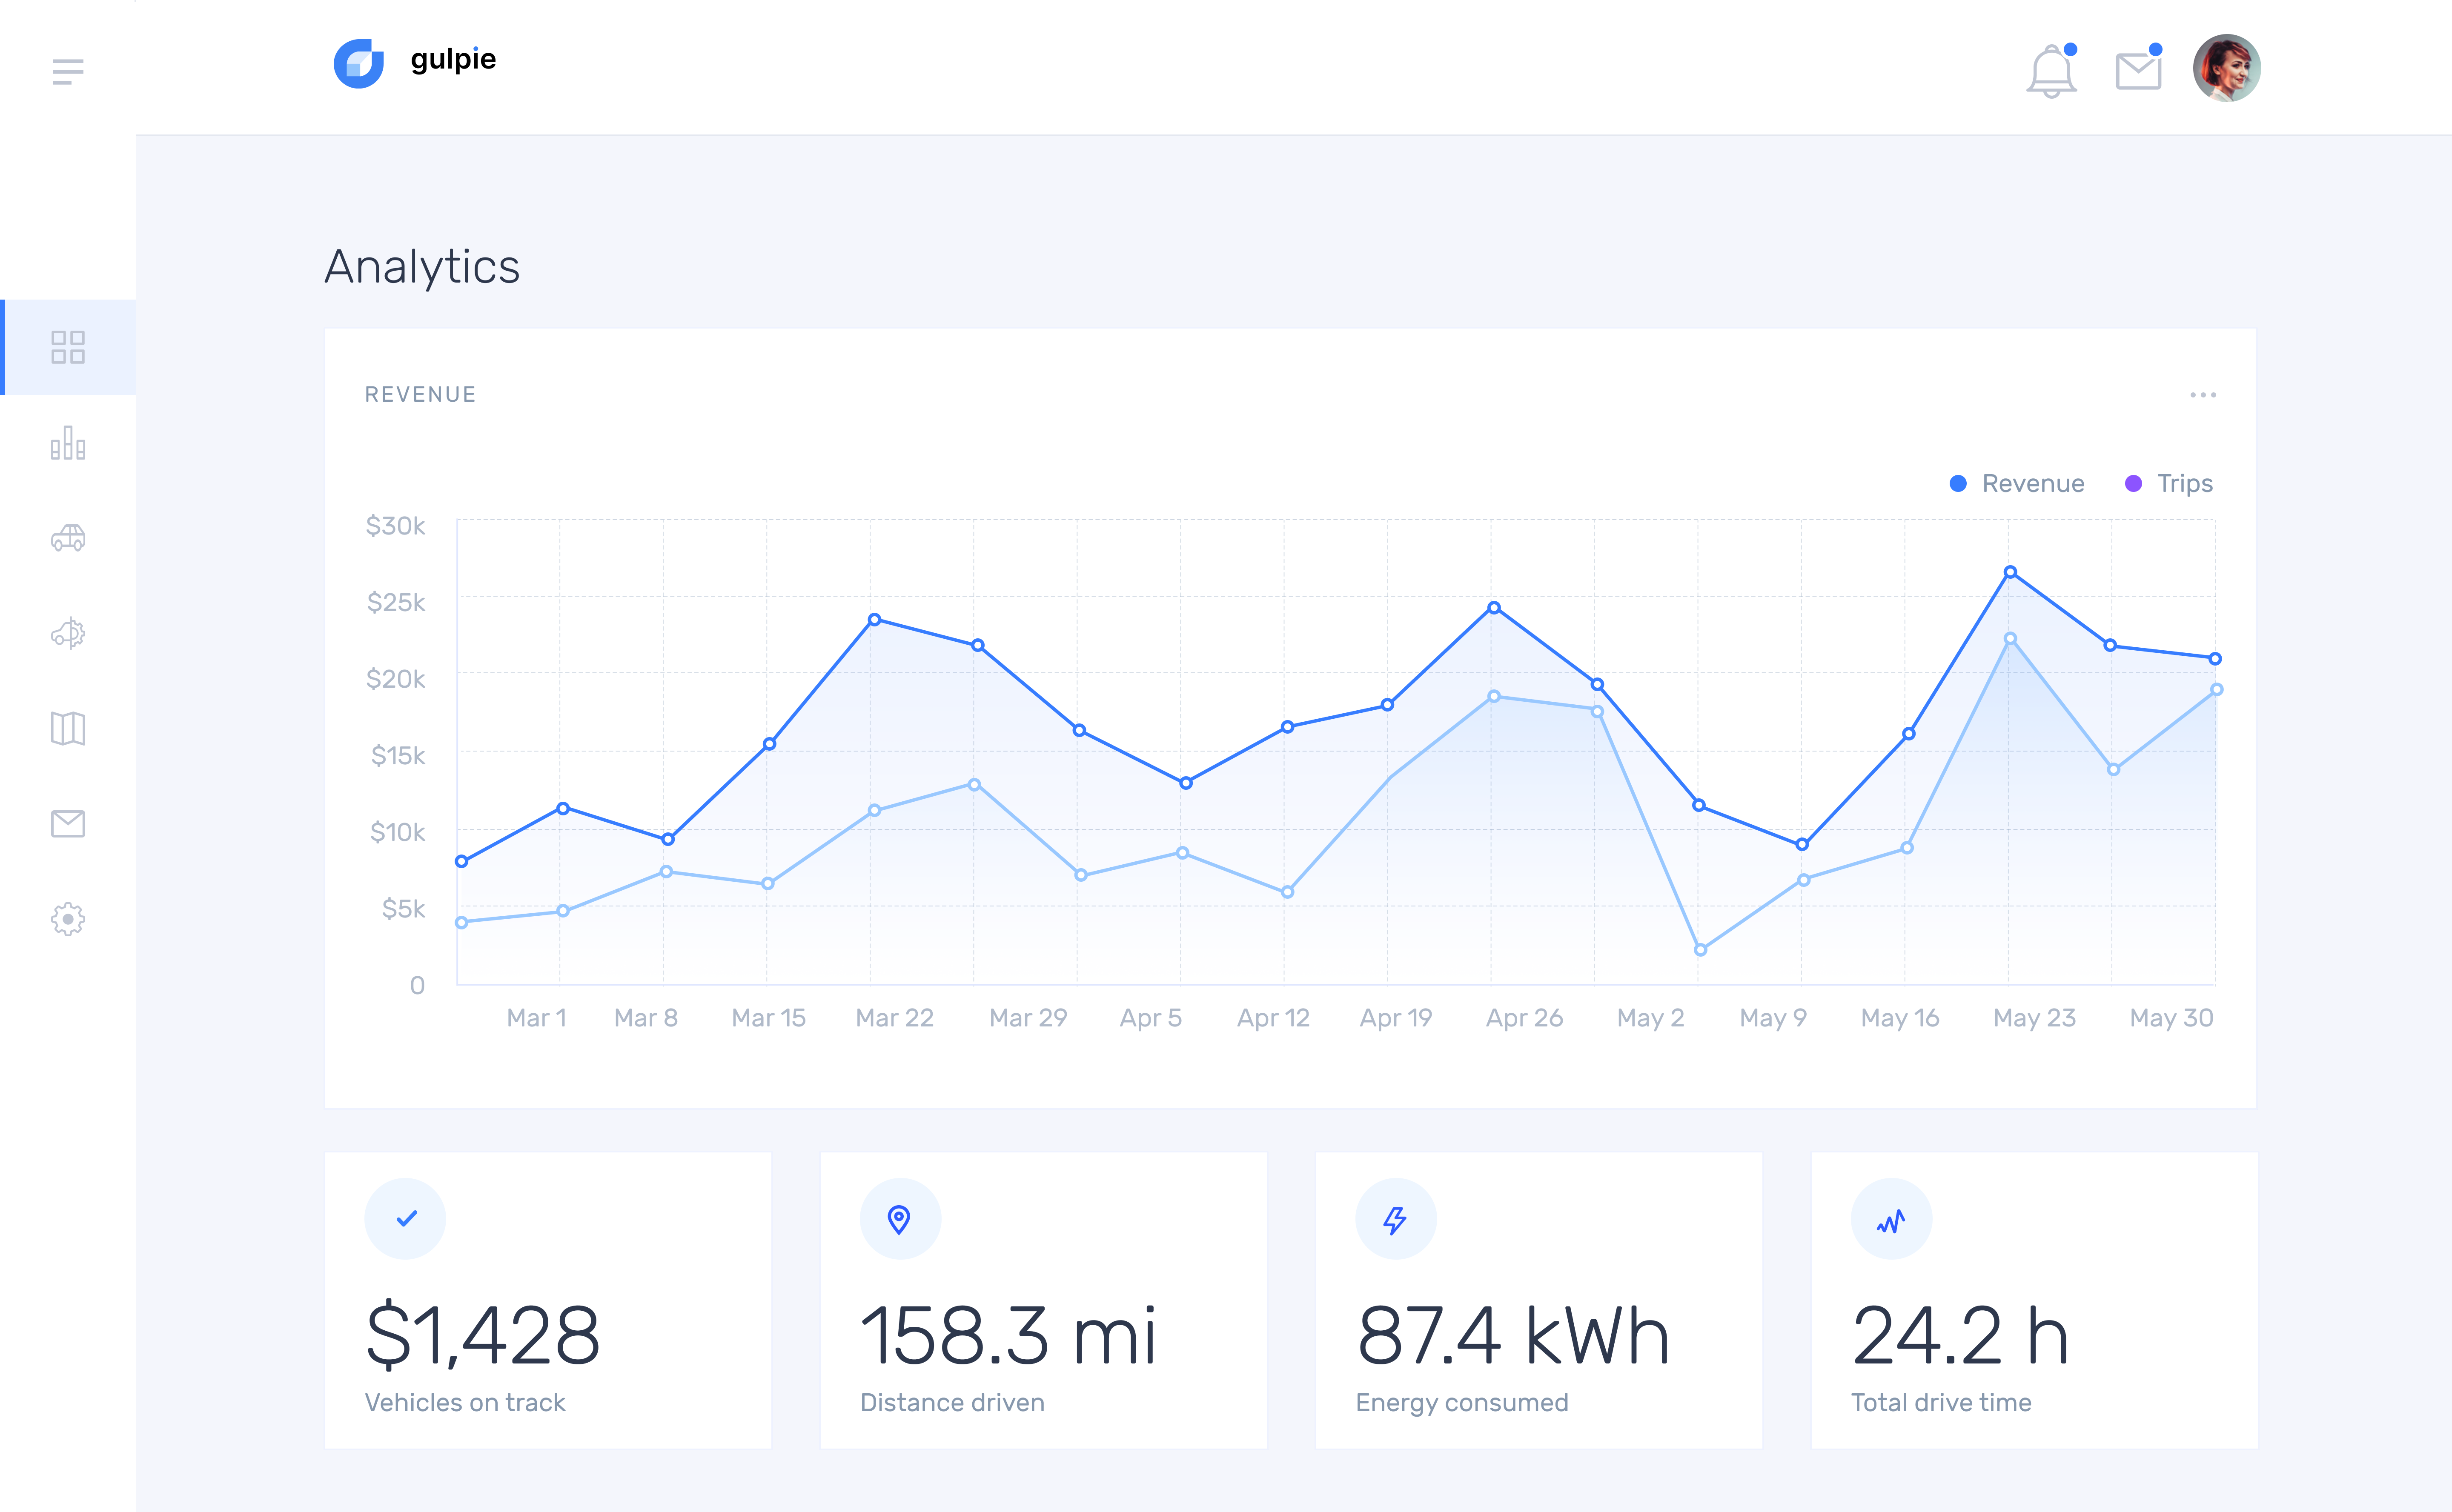 gulpie
Analytics
REVENUE
Revenue Trips
$30k
$25k
$20k
$15k
$10k
$5k
0
Mar 1 Mar 8 Mar 15 Mar 22 Mar 29 Apr 5 Apr 12 Apr 19 Apr 26 May 2 May 9 May 16 May 23 May 30
$1,428
Vehicles on track
158.3 mi
Distance driven
87.4 kWh
Energy consumed
24.2 h
Total drive time